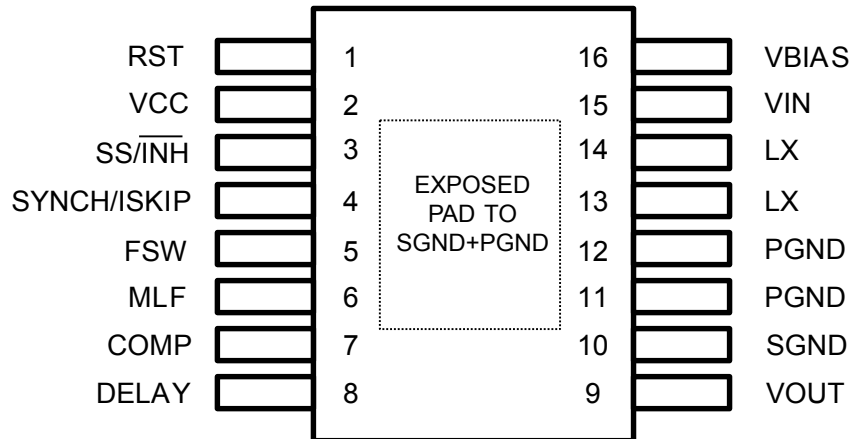 RST 1 16 VBIAS
VCC 2 15 VIN
SS/I̅N̅H̅ 3 14 LX
SYNCH/ISKIP 4 13 LX
EXPOSED
PAD TO
SGND+PGND
FSW 5 12 PGND
MLF 6 11 PGND
COMP 7 10 SGND
DELAY 8 9 VOUT